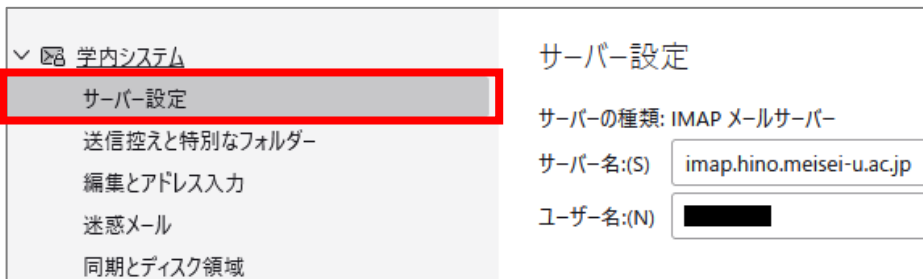 学内システム
サーバー設定
送信控えと特別なフォルダー
編集とアドレス入力
迷惑メール
同期とディスク領域
サーバー設定
サーバーの種類: IMAP メールサーバー
サーバー名:(S) imap.hino.meisei-u.ac.jp
ユーザー名:(N)